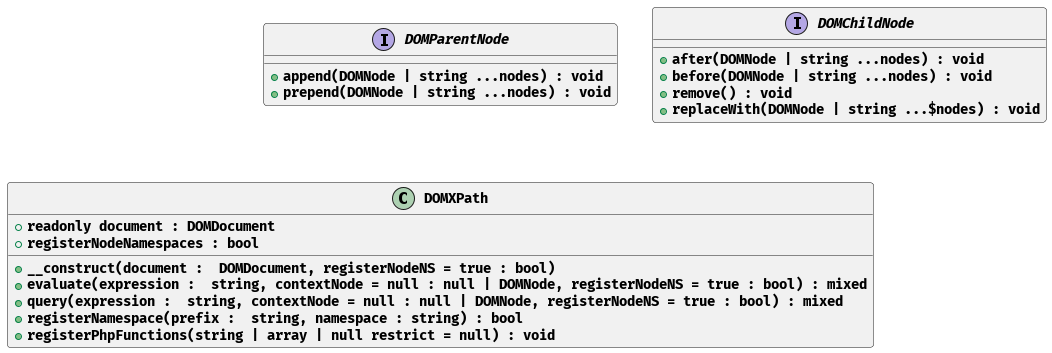 I DOMParentNode
append(DOMNode | string ...nodes) : void
prepend(DOMNode | string ...nodes) : void
I DOMChildNode
after(DOMNode | string ...nodes) : void
before(DOMNode | string ...nodes) : void
remove() : void
replaceWith(DOMNode | string ...$nodes) : void
C DOMXPath
readonly document : DOMDocument
registerNodeNamespaces : bool
__construct(document :  DOMDocument, registerNodeNS = true : bool)
evaluate(expression :  string, contextNode = null : null | DOMNode, registerNodeNS = true : bool) : mixed
query(expression :  string, contextNode = null : null | DOMNode, registerNodeNS = true : bool) : mixed
registerNamespace(prefix :  string, namespace : string) : bool
registerPhpFunctions(string | array | null restrict = null) : void